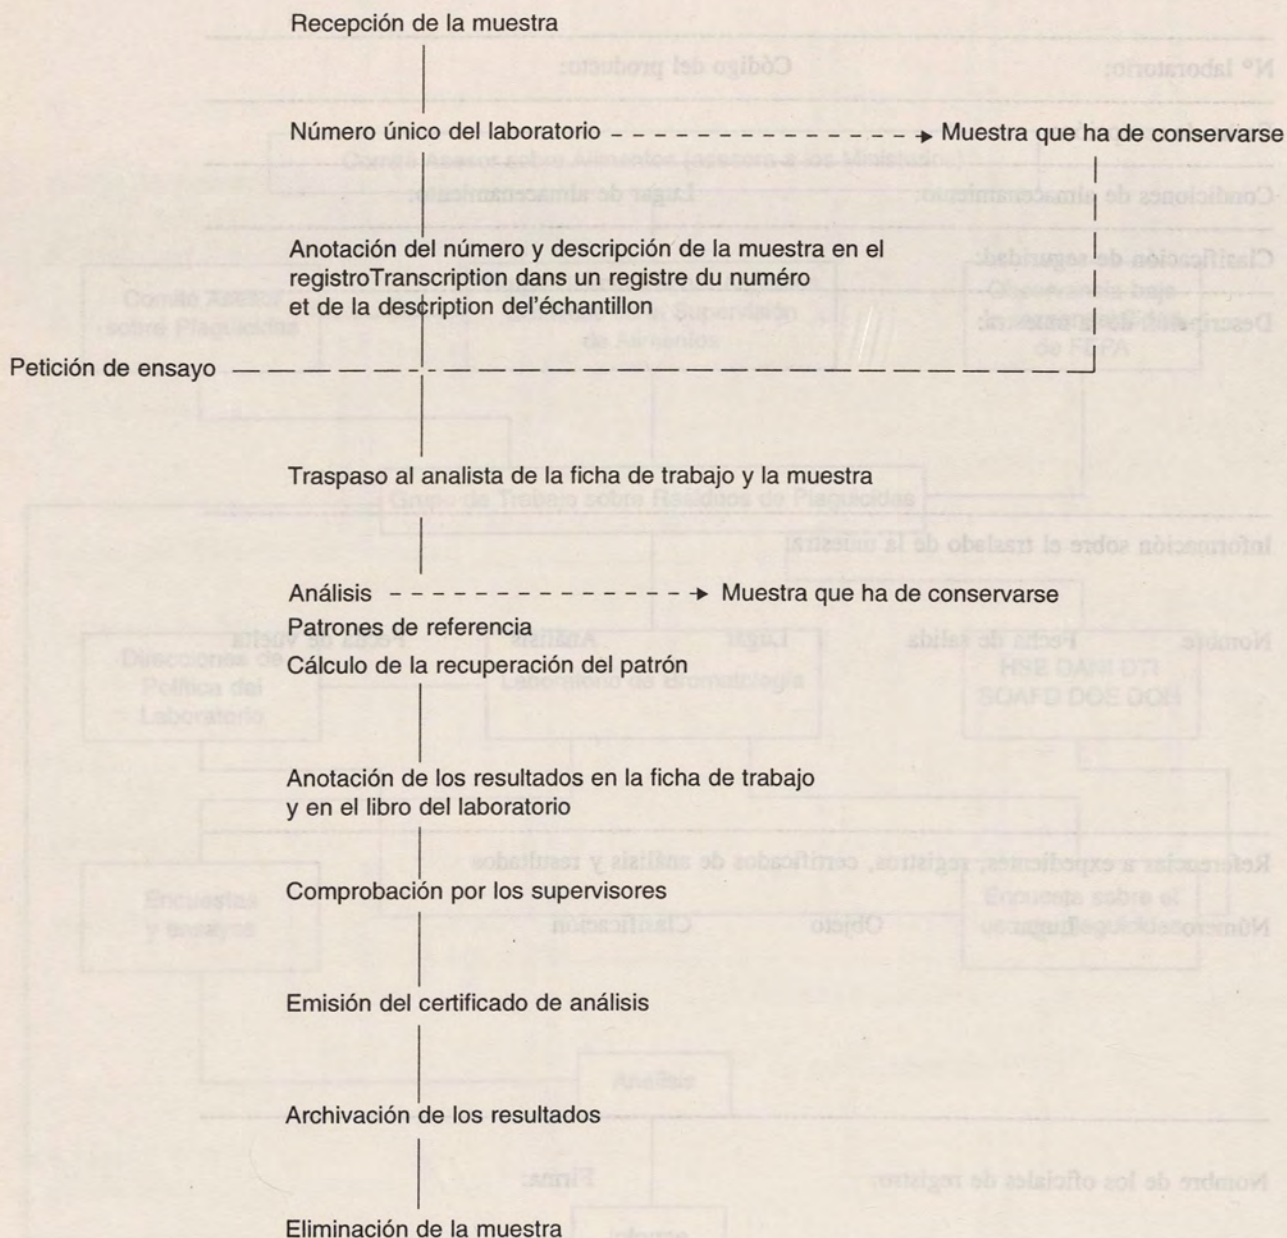 Recepción de la muestra
Número único del laboratorio
Muestra que ha de conservarse
Anotación del número y descripción de la muestra en el
registroTranscription dans un registre du numéro
et de la description del'échantillon
Petición de ensayo
Traspaso al analista de la ficha de trabajo y la muestra
Análisis
Muestra que ha de conservarse
Patrones de referencia
Cálculo de la recuperación del patrón
Anotación de los resultados en la ficha de trabajo
y en el libro del laboratorio
Comprobación por los supervisores
Emisión del certificado de análisis
Archivación de los resultados
Eliminación de la muestra